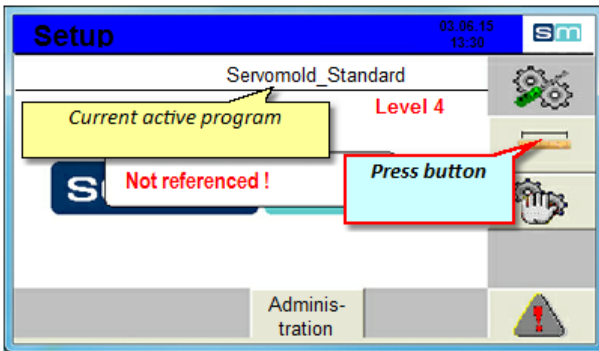 Setup
03.06.15
13:30
sm
Servomold_Standard
Current active program
Level 4
Not referenced !
Press button
S
Adminis-
tration